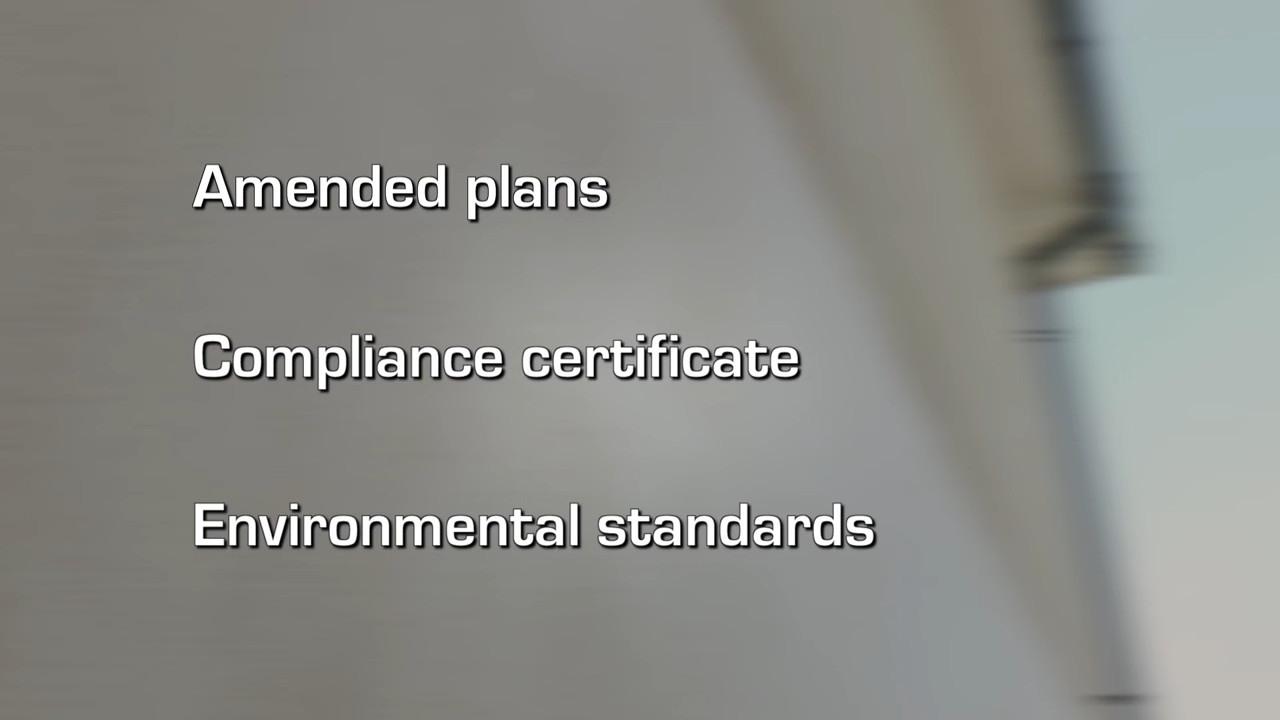 Amended plans
Compliance certificate
Environmental standards